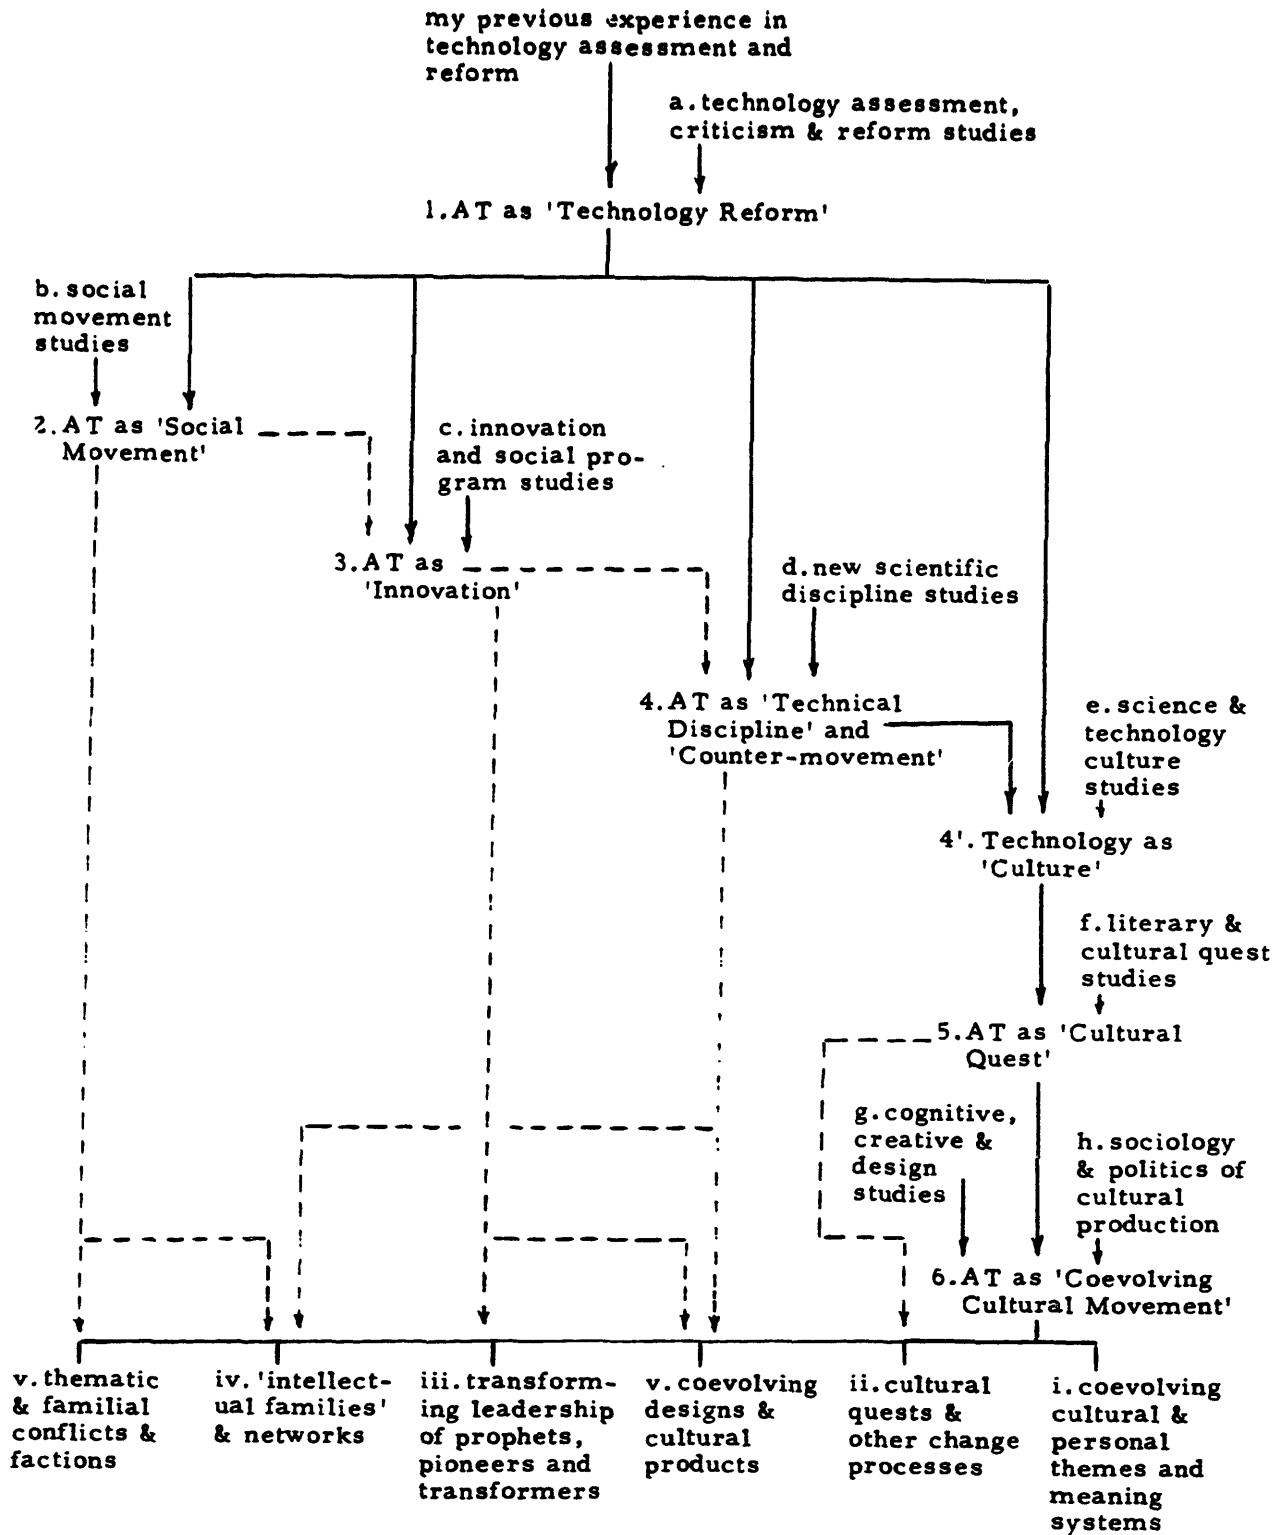 my previous experience in
technology assessment and
reform
a. technology assessment,
criticism & reform studies
1. AT as 'Technology Reform'
b. social
movement
studies
2. AT as 'Social
Movement'
c. innovation
and social pro-
gram studies
3. AT as
'Innovation'
d. new scientific
discipline studies
4. AT as 'Technical
Discipline' and
'Counter-movement'
e. science &
technology
culture
studies
4'. Technology as
'Culture'
f. literary &
cultural quest
studies
5. AT as 'Cultural
Quest'
g. cognitive,
creative &
design
studies
h. sociology
& politics of
cultural
production
6. AT as 'Coevolving
Cultural Movement'
v. thematic
& familial
conflicts &
factions
iv. 'intellect-
ual families'
& networks
iii. transform-
ing leadership
of prophets,
pioneers and
transformers
v. coevolving
designs &
cultural
products
ii. cultural
quests &
other change
processes
i. coevolving
cultural &
personal
themes and
meaning
systems